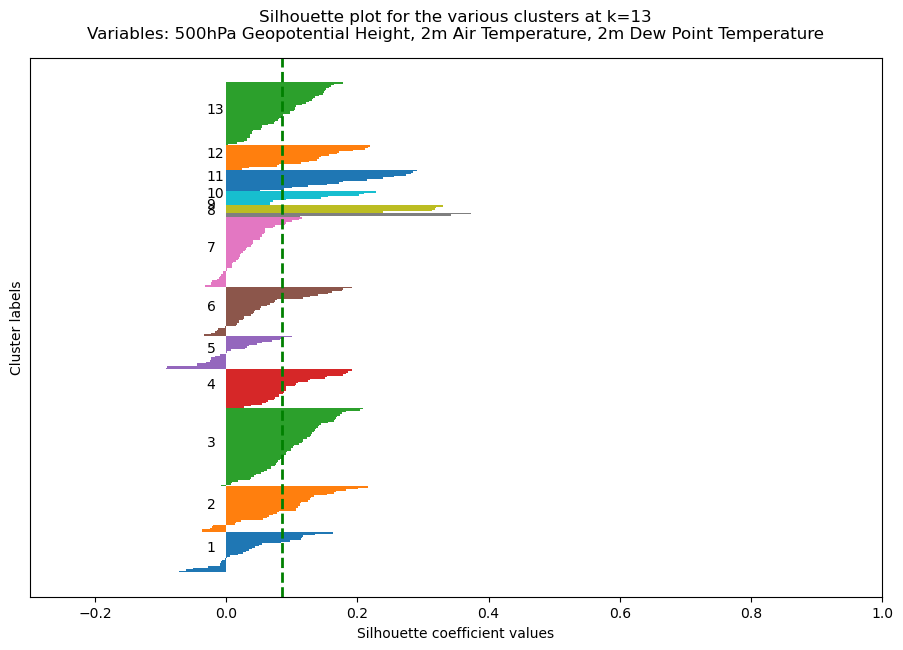 Silhouette plot for the various clusters at k=13
Variables: 500hPa Geopotential Height, 2m Air Temperature, 2m Dew Point Temperature
Cluster labels
13
12
11
10
9
8
7
6
5
4
3
2
1
−0.2 0.0 0.2 0.4 0.6 0.8 1.0
Silhouette coefficient values